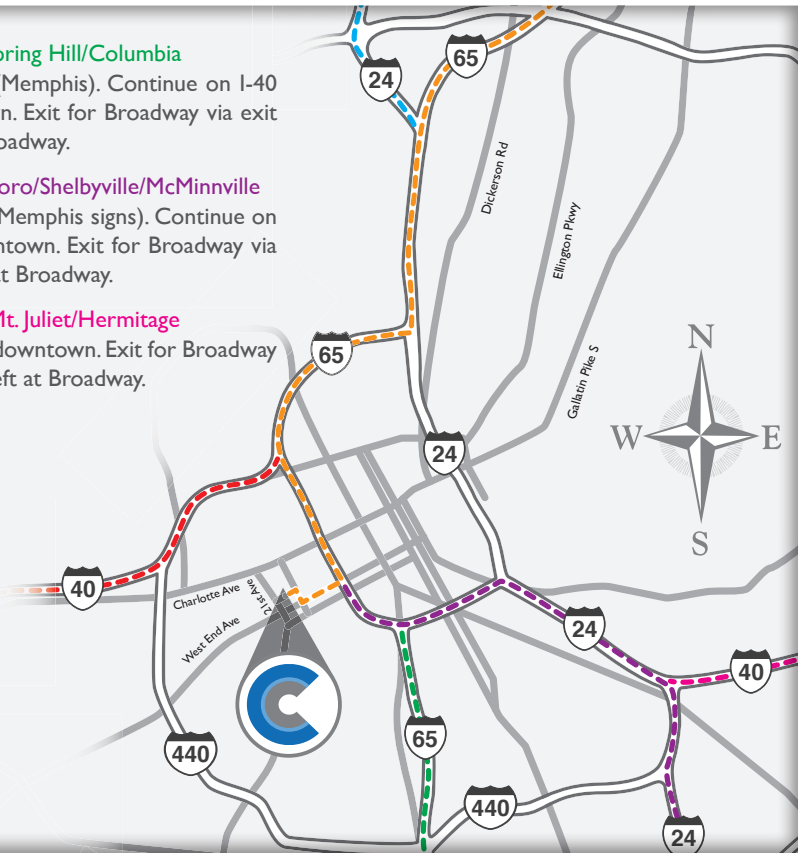 pring Hill/Columbia
(Memphis). Continue on I-40
n. Exit for Broadway via exit
oadway.
oro/Shelbyville/McMinnville
Memphis signs). Continue on
ntown. Exit for Broadway via
at Broadway.
Mt. Juliet/Hermitage
downtown. Exit for Broadway
eft at Broadway.
65
24
Dickerson Rd
Ellington Pkwy
65
Gallatin Pike S
N
W
E
S
24
40
Charlotte Ave
21st Ave
West End Ave
24
40
65
440
440
24